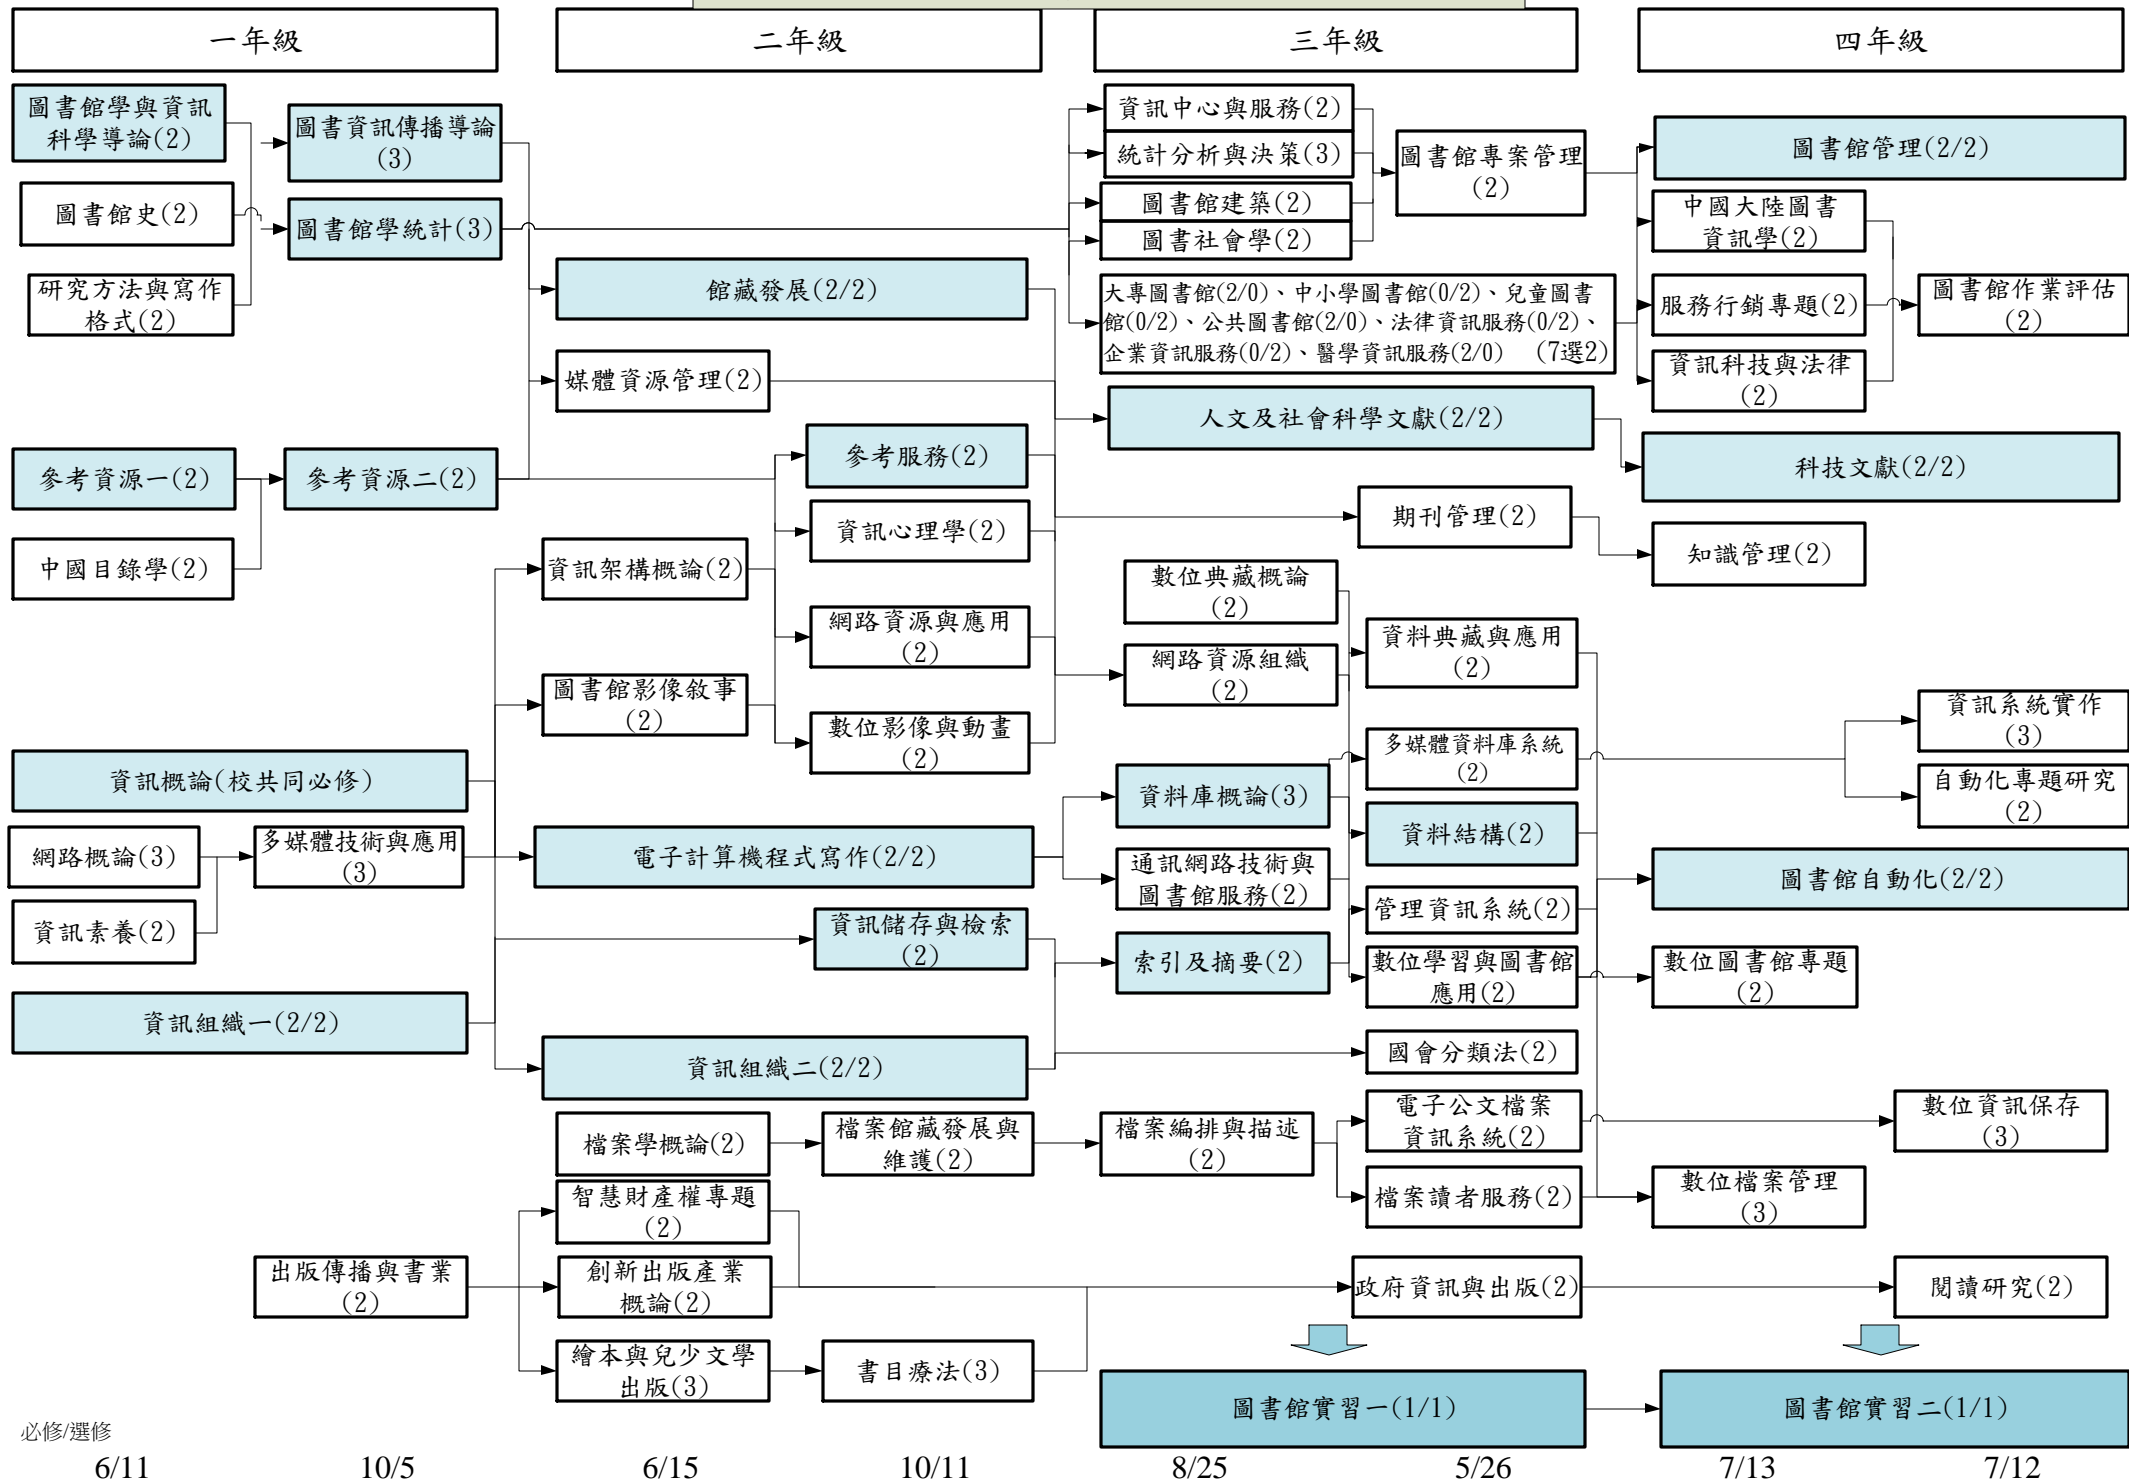 一年級
二年級
三年級
四年級
圖書館學與資訊
科學導論(2)
圖書館史(2)
研究方法與寫作
格式(2)
參考資源一(2)
中國目錄學(2)
資訊概論(校共同必修)
網路概論(3)
資訊素養(2)
資訊組織一(2/2)
圖書資訊傳播導論
(3)
圖書館學統計(3)
參考資源二(2)
多媒體技術與應用
(3)
出版傳播與書業
(2)
館藏發展(2/2)
媒體資源管理(2)
資訊架構概論(2)
圖書館影像敘事
(2)
電子計算機程式寫作(2/2)
資訊組織二(2/2)
檔案學概論(2)
智慧財產權專題
(2)
創新出版產業
概論(2)
繪本與兒少文學
出版(3)
參考服務(2)
資訊心理學(2)
網路資源與應用
(2)
數位影像與動畫
(2)
資訊儲存與檢索
(2)
檔案館藏發展與
維護(2)
書目療法(3)
資訊中心與服務(2)
統計分析與決策(3)
圖書館建築(2)
圖書社會學(2)
大專圖書館(2/0)、中小學圖書館(0/2)、兒童圖書
館(0/2)、公共圖書館(2/0)、法律資訊服務(0/2)、
企業資訊服務(0/2)、醫學資訊服務(2/0) (7選2)
人文及社會科學文獻(2/2)
數位典藏概論
(2)
網路資源組織
(2)
資料庫概論(3)
通訊網路技術與
圖書館服務(2)
索引及摘要(2)
檔案編排與描述
(2)
圖書館實習一(1/1)
圖書館專案管理
(2)
期刊管理(2)
資料典藏與應用
(2)
多媒體資料庫系統
(2)
資料結構(2)
管理資訊系統(2)
數位學習與圖書館
應用(2)
國會分類法(2)
電子公文檔案
資訊系統(2)
檔案讀者服務(2)
政府資訊與出版(2)
圖書館管理(2/2)
中國大陸圖書
資訊學(2)
服務行銷專題(2)
資訊科技與法律
(2)
科技文獻(2/2)
知識管理(2)
圖書館自動化(2/2)
數位圖書館專題
(2)
數位檔案管理
(3)
圖書館實習二(1/1)
圖書館作業評估
(2)
資訊系統實作
(3)
自動化專題研究
(2)
數位資訊保存
(3)
閱讀研究(2)
必修/選修
6/11
10/5
6/15
10/11
8/25
5/26
7/13
7/12